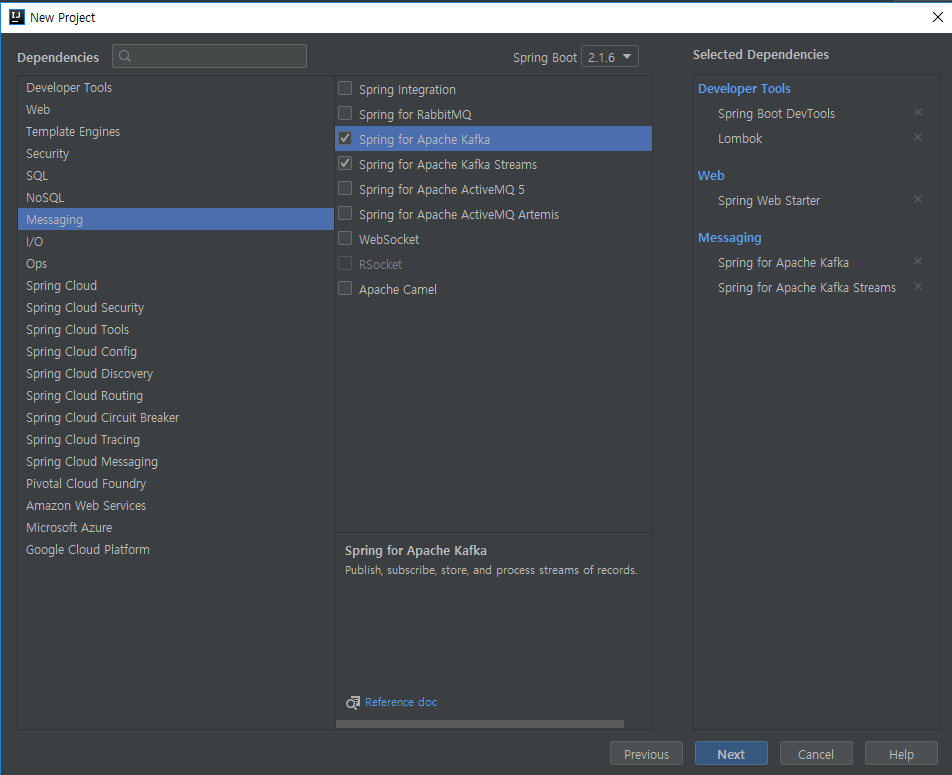 New Project
Dependencies
Spring Boot 2.1.6
Selected Dependencies
Developer Tools
Web
Template Engines
Security
SQL
NoSQL
Messaging
I/O
Ops
Spring Cloud
Spring Cloud Security
Spring Cloud Tools
Spring Cloud Config
Spring Cloud Discovery
Spring Cloud Routing
Spring Cloud Circuit Breaker
Spring Cloud Tracing
Spring Cloud Messaging
Pivotal Cloud Foundry
Amazon Web Services
Microsoft Azure
Google Cloud Platform
Spring Integration
Spring for RabbitMQ
Spring for Apache Kafka
Spring for Apache Kafka Streams
Spring for Apache ActiveMQ 5
Spring for Apache ActiveMQ Artemis
WebSocket
RSocket
Apache Camel
Spring for Apache Kafka
Publish, subscribe, store, and process streams of records.
Reference doc
Developer Tools
Spring Boot DevTools
Lombok
Web
Spring Web Starter
Messaging
Spring for Apache Kafka
Spring for Apache Kafka Streams
Previous
Next
Cancel
Help